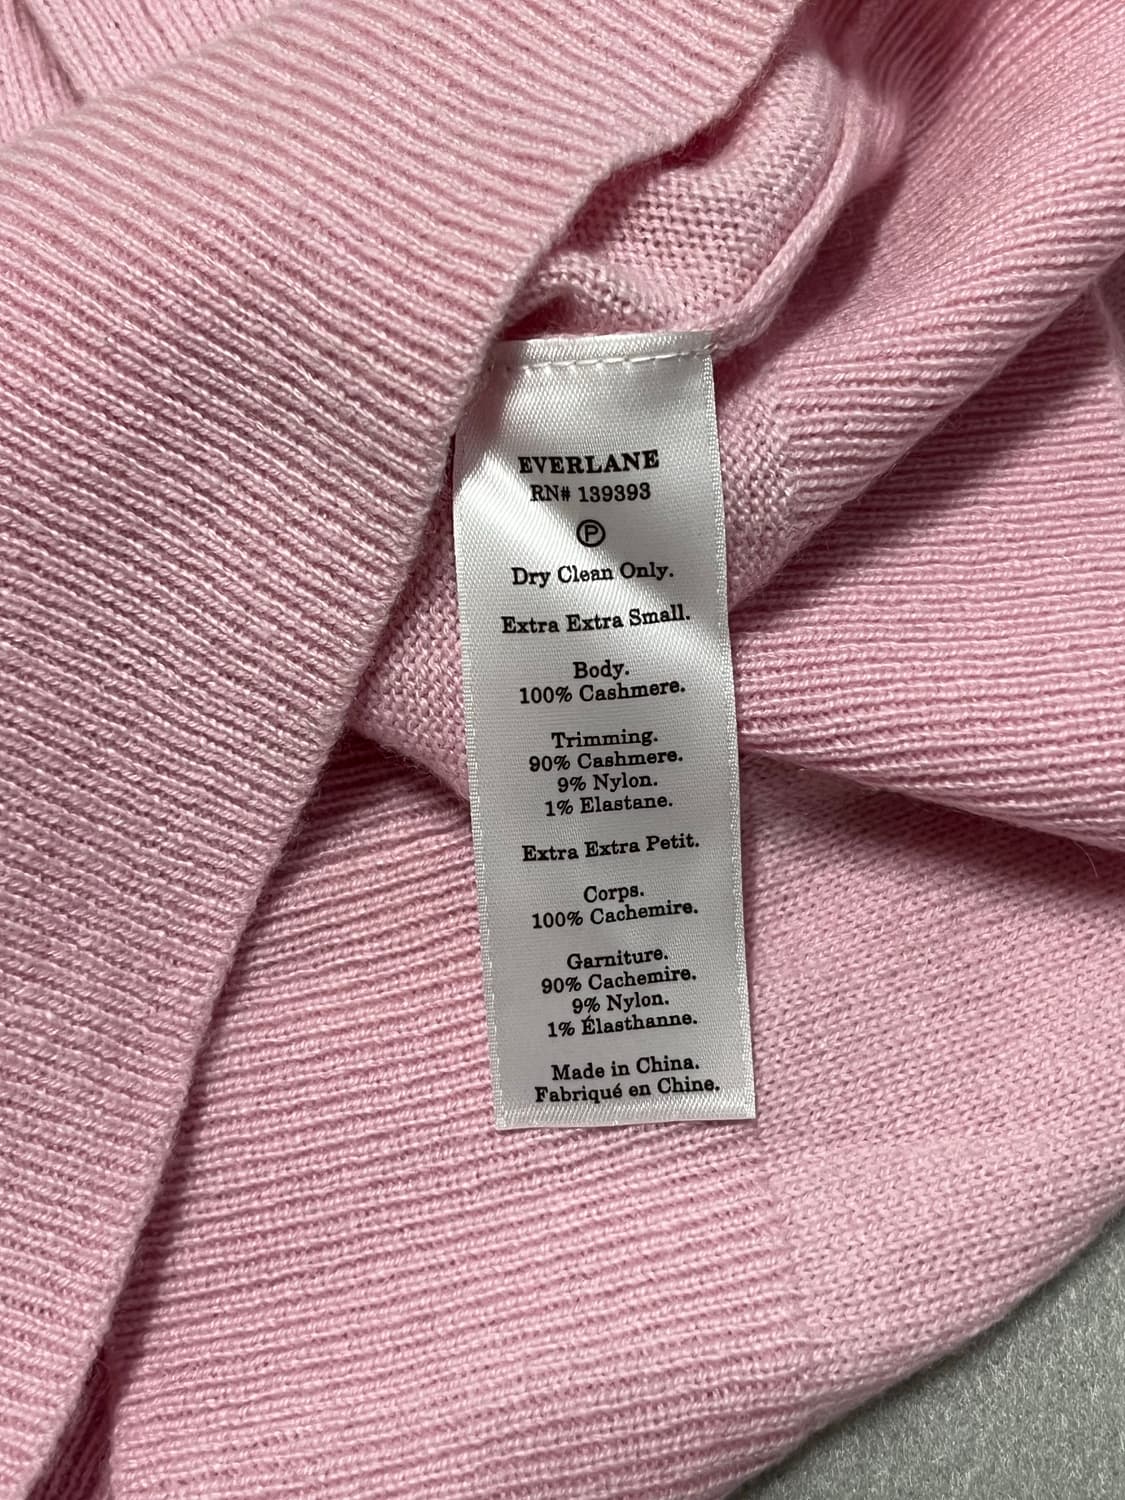 EVERLANE
RN# 139393
Ⓟ
Dry Clean Only.
Extra Extra Small.
Body.
100% Cashmere.
Trimming.
90% Cashmere.
9% Nylon.
1% Elastane.
Extra Extra Petit.
Corps.
100% Cachemire.
Garniture.
90% Cachemire.
9% Nylon.
1% Élasthanne.
Made in China.
Fabriqué en Chine.